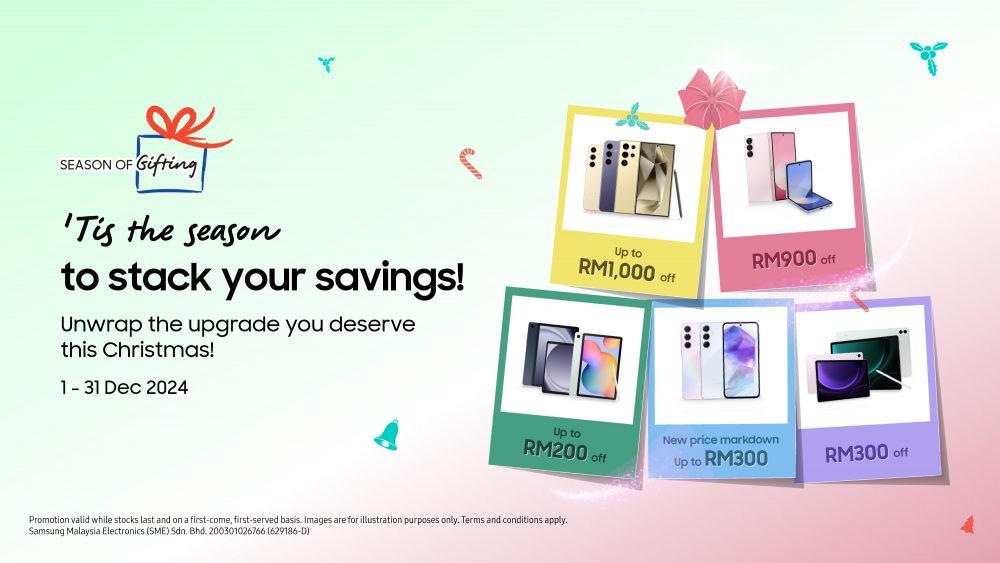 SEASON OF Gifting
'Tis the season
to stack your savings!
Unwrap the upgrade you deserve
this Christmas!
1 - 31 Dec 2024
Up to
RM1,000 off
RM900 off
Up to
RM200 off
New price markdown
Up to RM300
RM300 off
Promotion valid while stocks last and on a first-come, first-served basis. Images are for illustration purposes only. Terms and conditions apply.
Samsung Malaysia Electronics (SME) Sdn. Bhd. 200301026766 (629186-D)